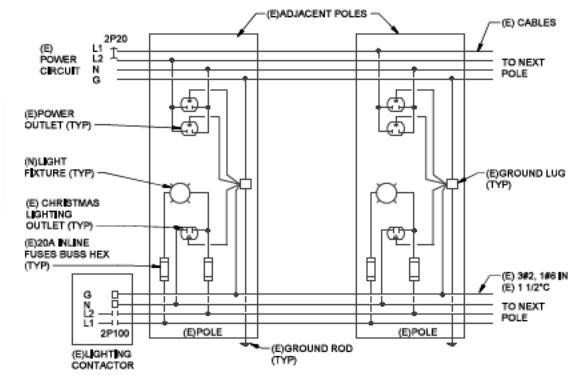 (E)ADJACENT POLES
(E) CABLES
2P20
(E)
POWER
CIRCUIT
L1
L2
N
G
TO NEXT
POLE
(E)POWER
OUTLET (TYP)
(N)LIGHT
FIXTURE (TYP)
(E)GROUND LUG
(TYP)
(E) CHRISTMAS
LIGHTING
OUTLET (TYP)
(E)20A INLINE
FUSES BUSS HEX
(TYP)
(E) 3#2, 1#6 IN
(E) 1 1/2"C
G
N
L2
L1
TO NEXT
POLE
2P100
(E)POLE
(E)POLE
(E)LIGHTING
CONTACTOR
(E)GROUND ROD
(TYP)